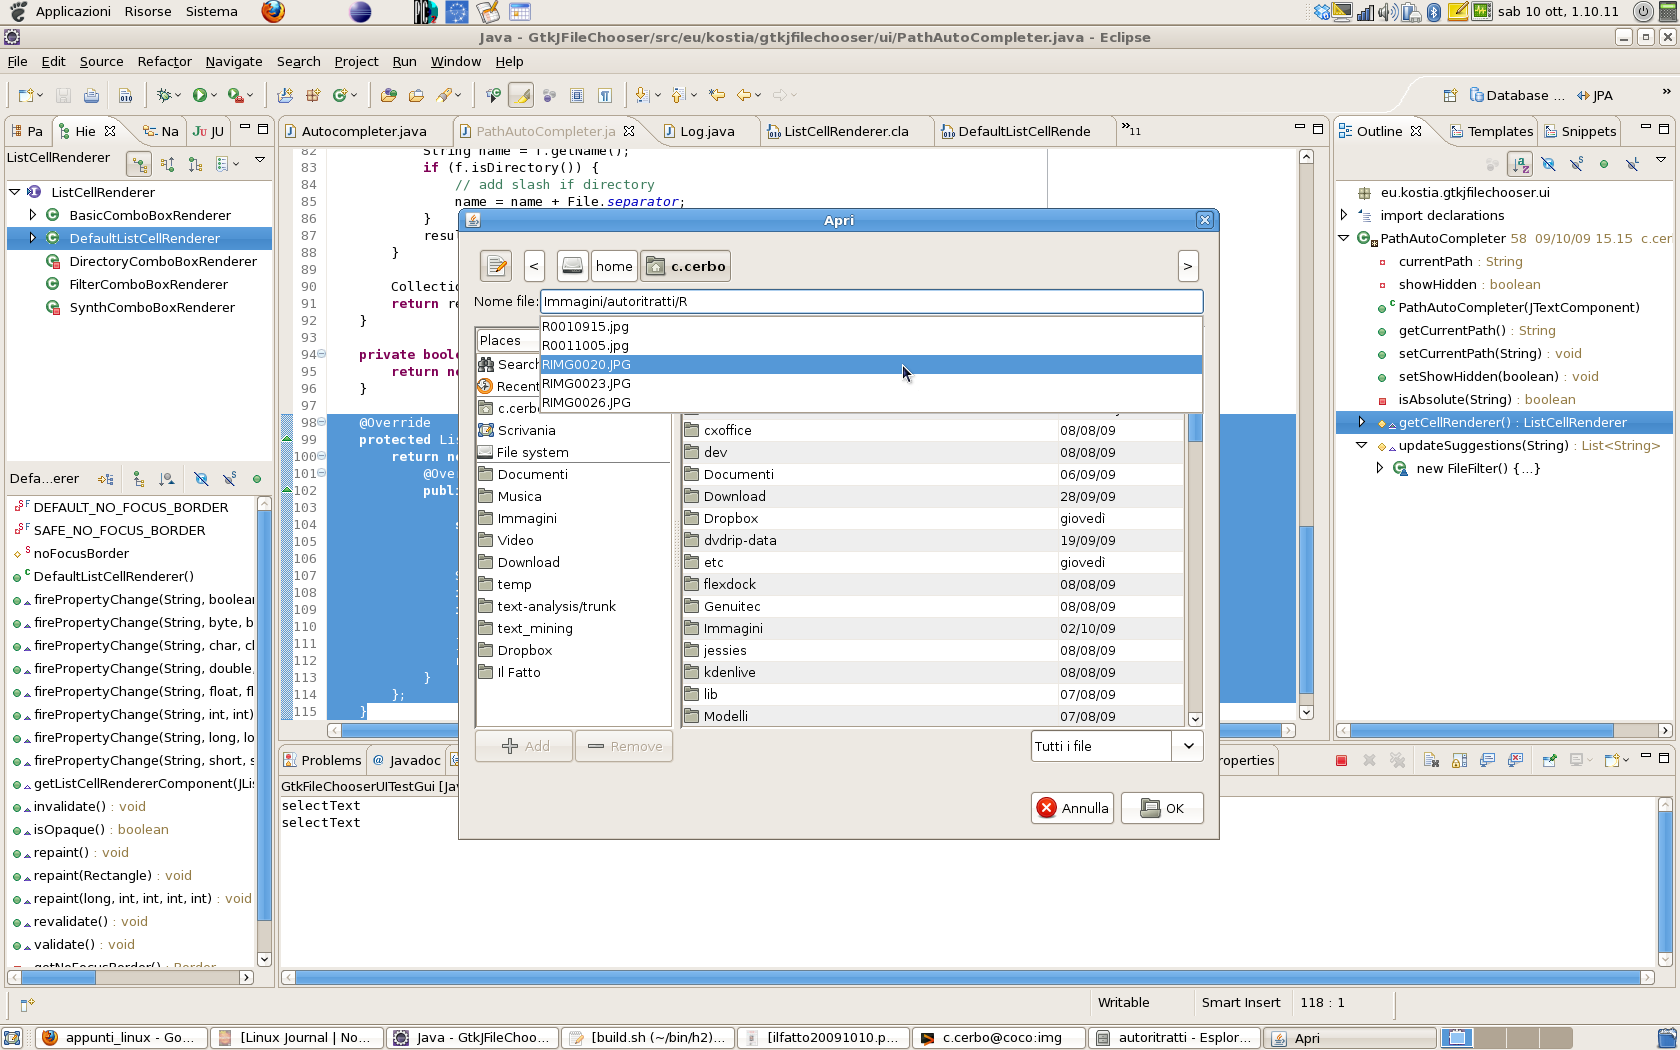 Applicazioni Risorse Sistema
sab 10 ott, 1.10.11
Java - GtkJFileChooser/src/eu/kostia/gtkjfilechooser/ui/PathAutoCompleter.java - Eclipse
File Edit Source Refactor Navigate Search Project Run Window Help
Database ... JPA »
Pa Hie Na JU
ListCellRenderer
ListCellRenderer
BasicComboBoxRenderer
DefaultListCellRenderer
DirectoryComboBoxRenderer
FilterComboBoxRenderer
SynthComboBoxRenderer
Defa...erer
DEFAULT_NO_FOCUS_BORDER
SAFE_NO_FOCUS_BORDER
noFocusBorder
DefaultListCellRenderer()
firePropertyChange(String, boolea
firePropertyChange(String, byte, b
firePropertyChange(String, char, c
firePropertyChange(String, double,
firePropertyChange(String, float, fl
firePropertyChange(String, int, int)
firePropertyChange(String, long, lo
firePropertyChange(String, short, s
getListCellRendererComponent(JLi
invalidate() : void
isOpaque() : boolean
repaint() : void
repaint(Rectangle) : void
repaint(long, int, int, int, int) : void
revalidate() : void
validate() : void
getNoFocusBorder() : Border
Autocompleter.java PathAutoCompleter.ja Log.java ListCellRenderer.cla DefaultListCellRende »11
82 String name = f.getName();
83 if (f.isDirectory()) {
84 // add slash if directory
85 name = name + File.separator;
86 }
87 resu
88 }
89
90 Collectio
91 return re
92 }
93
94 private boole
95 return no
96 }
97
98 @Override
99 protected Lis
100 return ne
101 @Over
102 publi
103
104
105
106
107
108
109
110
111
112
113 }
114 };
115 }
Apri
< home c.cerbo >
Nome file: Immagini/autoritratti/R
R0010915.jpg
R0011005.jpg
RIMG0020.JPG
RIMG0023.JPG
RIMG0026.JPG
Places
Search
Recent
c.cerb
Scrivania
File system
Documenti
Musica
Immagini
Video
Download
temp
text-analysis/trunk
text_mining
Dropbox
Il Fatto
cxoffice 08/08/09
dev 08/08/09
Documenti 06/09/09
Download 28/09/09
Dropbox giovedì
dvdrip-data 19/09/09
etc giovedì
flexdock 08/08/09
Genuitec 08/08/09
Immagini 02/10/09
jessies 08/08/09
kdenlive 08/08/09
lib 07/08/09
Modelli 07/08/09
Add Remove
Tutti i file
Annulla OK
Outline Templates Snippets
eu.kostia.gtkjfilechooser.ui
import declarations
PathAutoCompleter 58 09/10/09 15.15 c.cer
currentPath : String
showHidden : boolean
PathAutoCompleter(JTextComponent)
getCurrentPath() : String
setCurrentPath(String) : void
setShowHidden(boolean) : void
isAbsolute(String) : boolean
getCellRenderer() : ListCellRenderer
updateSuggestions(String) : List<String>
new FileFilter() {...}
Problems @ Javadoc
roperties
GtkFileChooserUITestGui [Jav
selectText
selectText
Writable Smart Insert 118 : 1
appunti_linux - Go... [Linux Journal | No... Java - GtkJFileChoo... [build.sh (~/bin/h2)... [ilfatto20091010.p... c.cerbo@coco:img autoritratti - Esplor... Apri